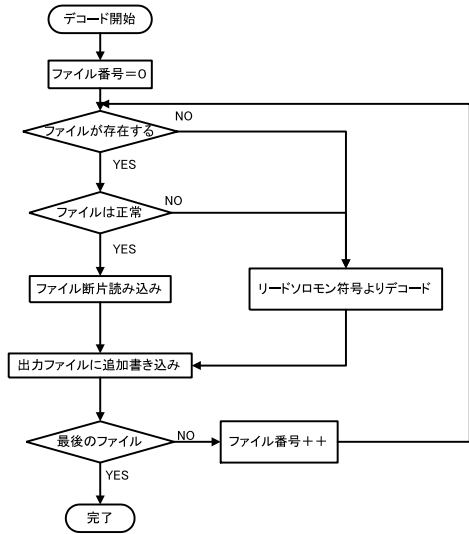 デコード開始
ファイル番号=0
ファイルが存在する
NO
YES
ファイルは正常
NO
YES
ファイル断片読み込み
リードソロモン符号よりデコード
出力ファイルに追加書き込み
最後のファイル
NO
ファイル番号++
YES
完了